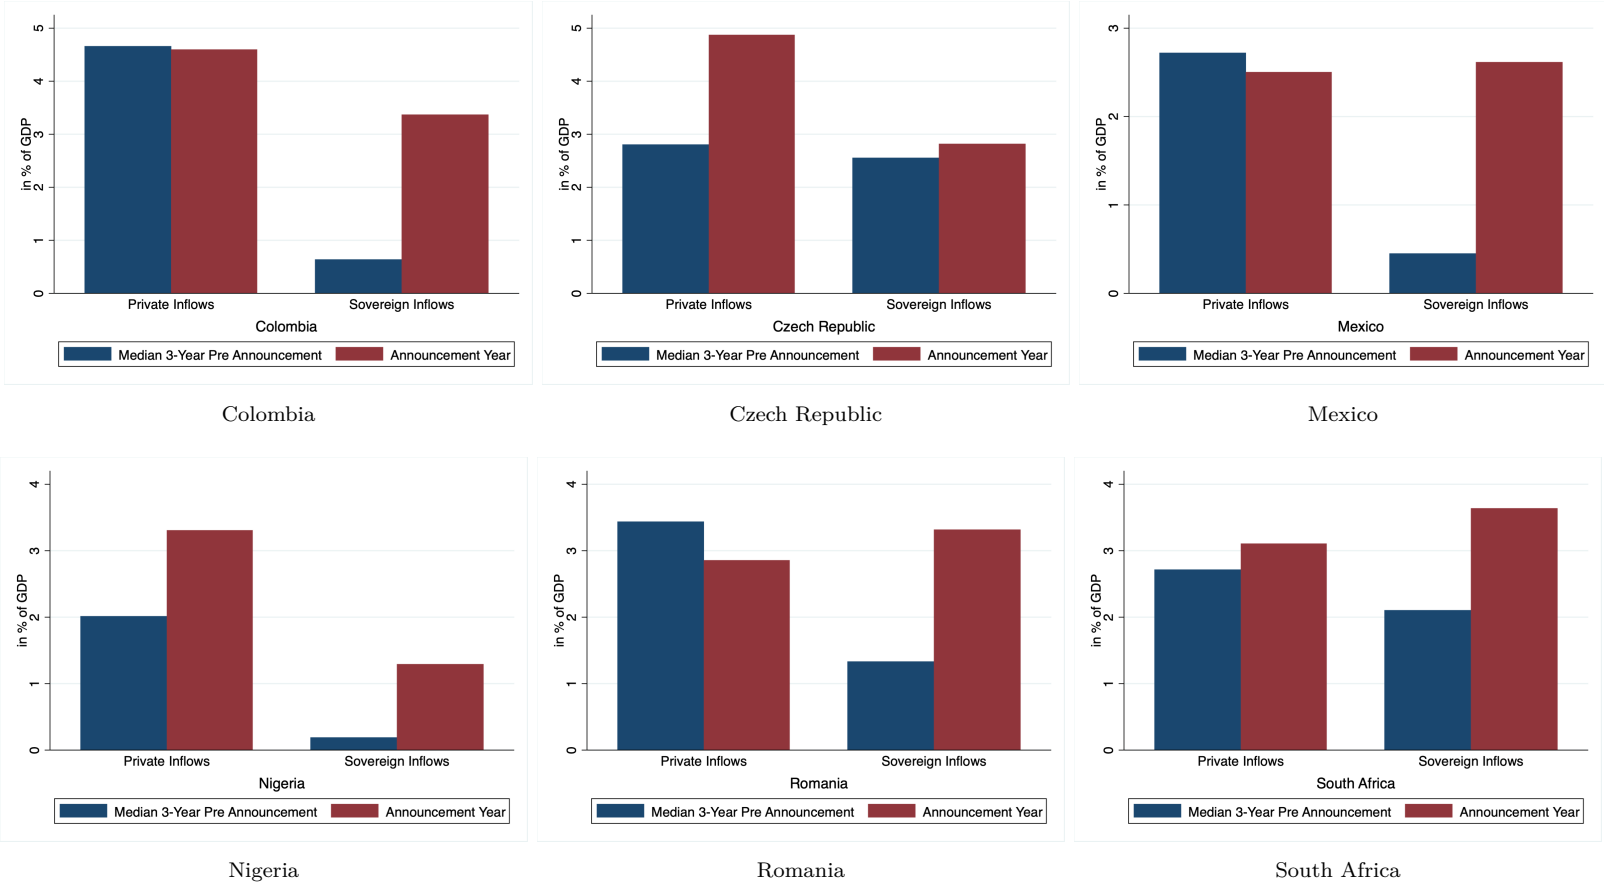 in % of GDP
5
4
3
2
1
0
Private Inflows Sovereign Inflows
Colombia
Median 3-Year Pre Announcement Announcement Year
Colombia
in % of GDP
5
4
3
2
1
0
Private Inflows Sovereign Inflows
Czech Republic
Median 3-Year Pre Announcement Announcement Year
Czech Republic
in % of GDP
3
2
1
0
Private Inflows Sovereign Inflows
Mexico
Median 3-Year Pre Announcement Announcement Year
Mexico
in % of GDP
4
3
2
1
0
Private Inflows Sovereign Inflows
Nigeria
Median 3-Year Pre Announcement Announcement Year
Nigeria
in % of GDP
4
3
2
1
0
Private Inflows Sovereign Inflows
Romania
Median 3-Year Pre Announcement Announcement Year
Romania
in % of GDP
4
3
2
1
0
Private Inflows Sovereign Inflows
South Africa
Median 3-Year Pre Announcement Announcement Year
South Africa